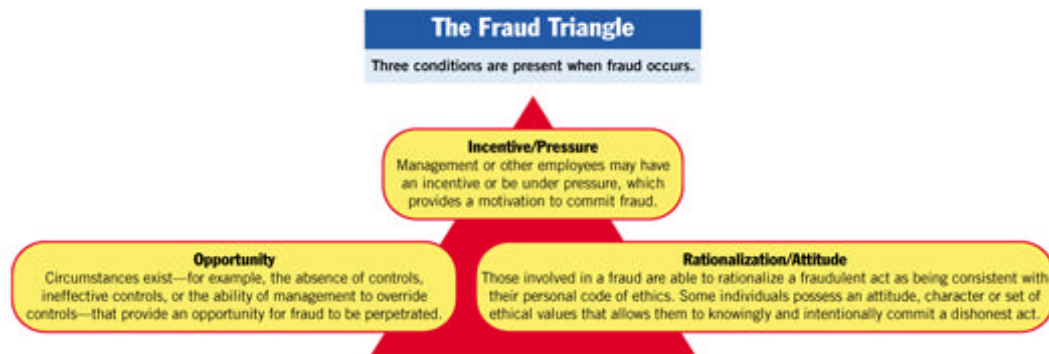 The Fraud Triangle
Three conditions are present when fraud occurs.
Incentive/Pressure
Management or other employees may have
an incentive or be under pressure, which
provides a motivation to commit fraud.
Opportunity
Circumstances exist—for example, the absence of controls,
ineffective controls, or the ability of management to override
controls—that provide an opportunity for fraud to be perpetrated.
Rationalization/Attitude
Those involved in a fraud are able to rationalize a fraudulent act as being consistent with
their personal code of ethics. Some individuals possess an attitude, character or set of
ethical values that allows them to knowingly and intentionally commit a dishonest act.